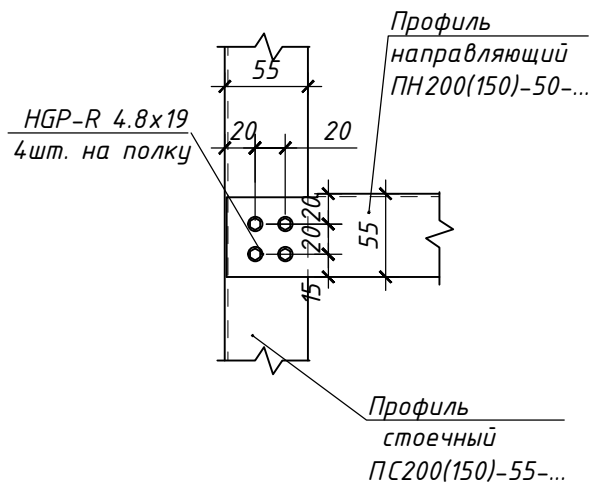 Профиль
направляющий
ПН200(150)-50-...
55
HGP-R 4.8x19
4шт. на полку
20
20
20
20
55
15
Профиль
стоечный
ПС200(150)-55-...